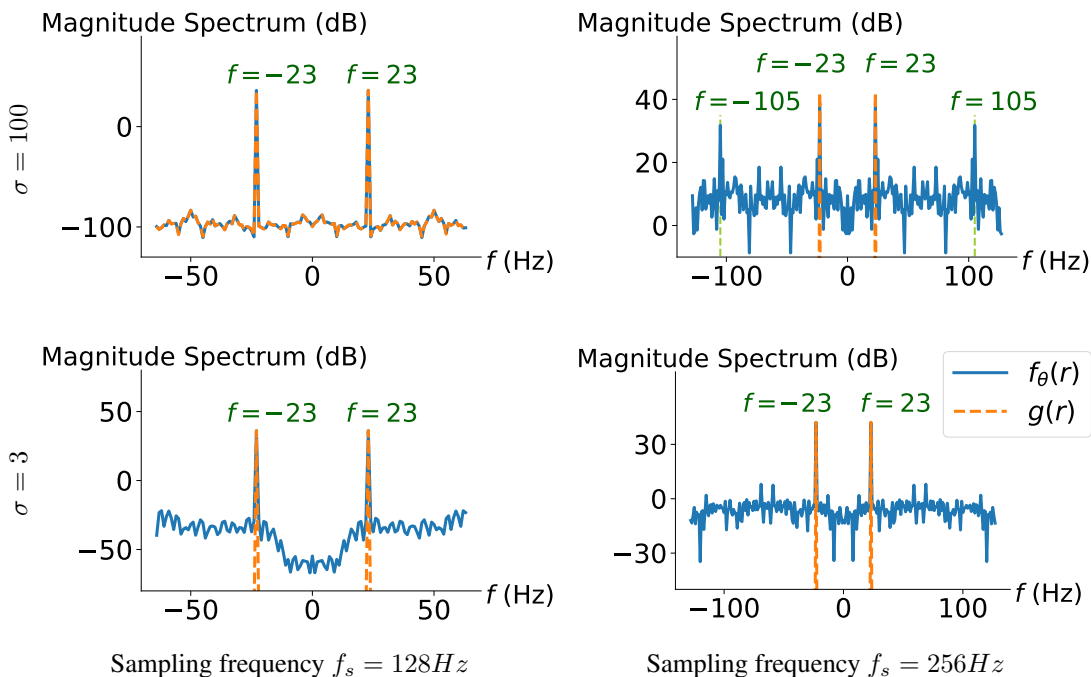 Magnitude Spectrum (dB)
f = −23
f = 23
0
−100
−50
0
50
f (Hz)
σ = 100
Magnitude Spectrum (dB)
f = −23
f = 23
f = −105
f = 105
40
20
0
−100
0
100
f (Hz)
Magnitude Spectrum (dB)
f = −23
f = 23
50
0
−50
−50
0
50
f (Hz)
σ = 3
Sampling frequency fₛ = 128Hz
Magnitude Spectrum (dB)
f = −23
f = 23
30
0
−30
−100
0
100
f (Hz)
f_θ(r)
g(r)
Sampling frequency fₛ = 256Hz